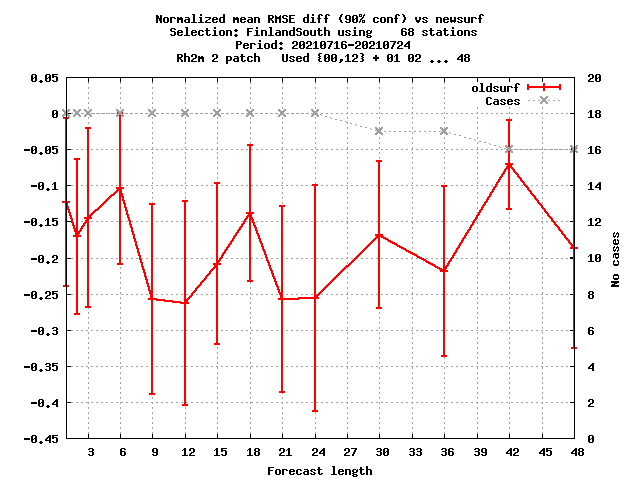 Normalized mean RMSE diff (90% conf) vs newsurf
Selection: FinlandSouth using    68 stations
Period: 20210716-20210724
Rh2m 2 patch   Used {00,12} + 01 02 ... 48
oldsurf
Cases
0.05
0
-0.05
-0.1
-0.15
-0.2
-0.25
-0.3
-0.35
-0.4
-0.45
20
18
16
14
12
10
8
6
4
2
0
No cases
3 6 9 12 15 18 21 24 27 30 33 36 39 42 45 48
Forecast length